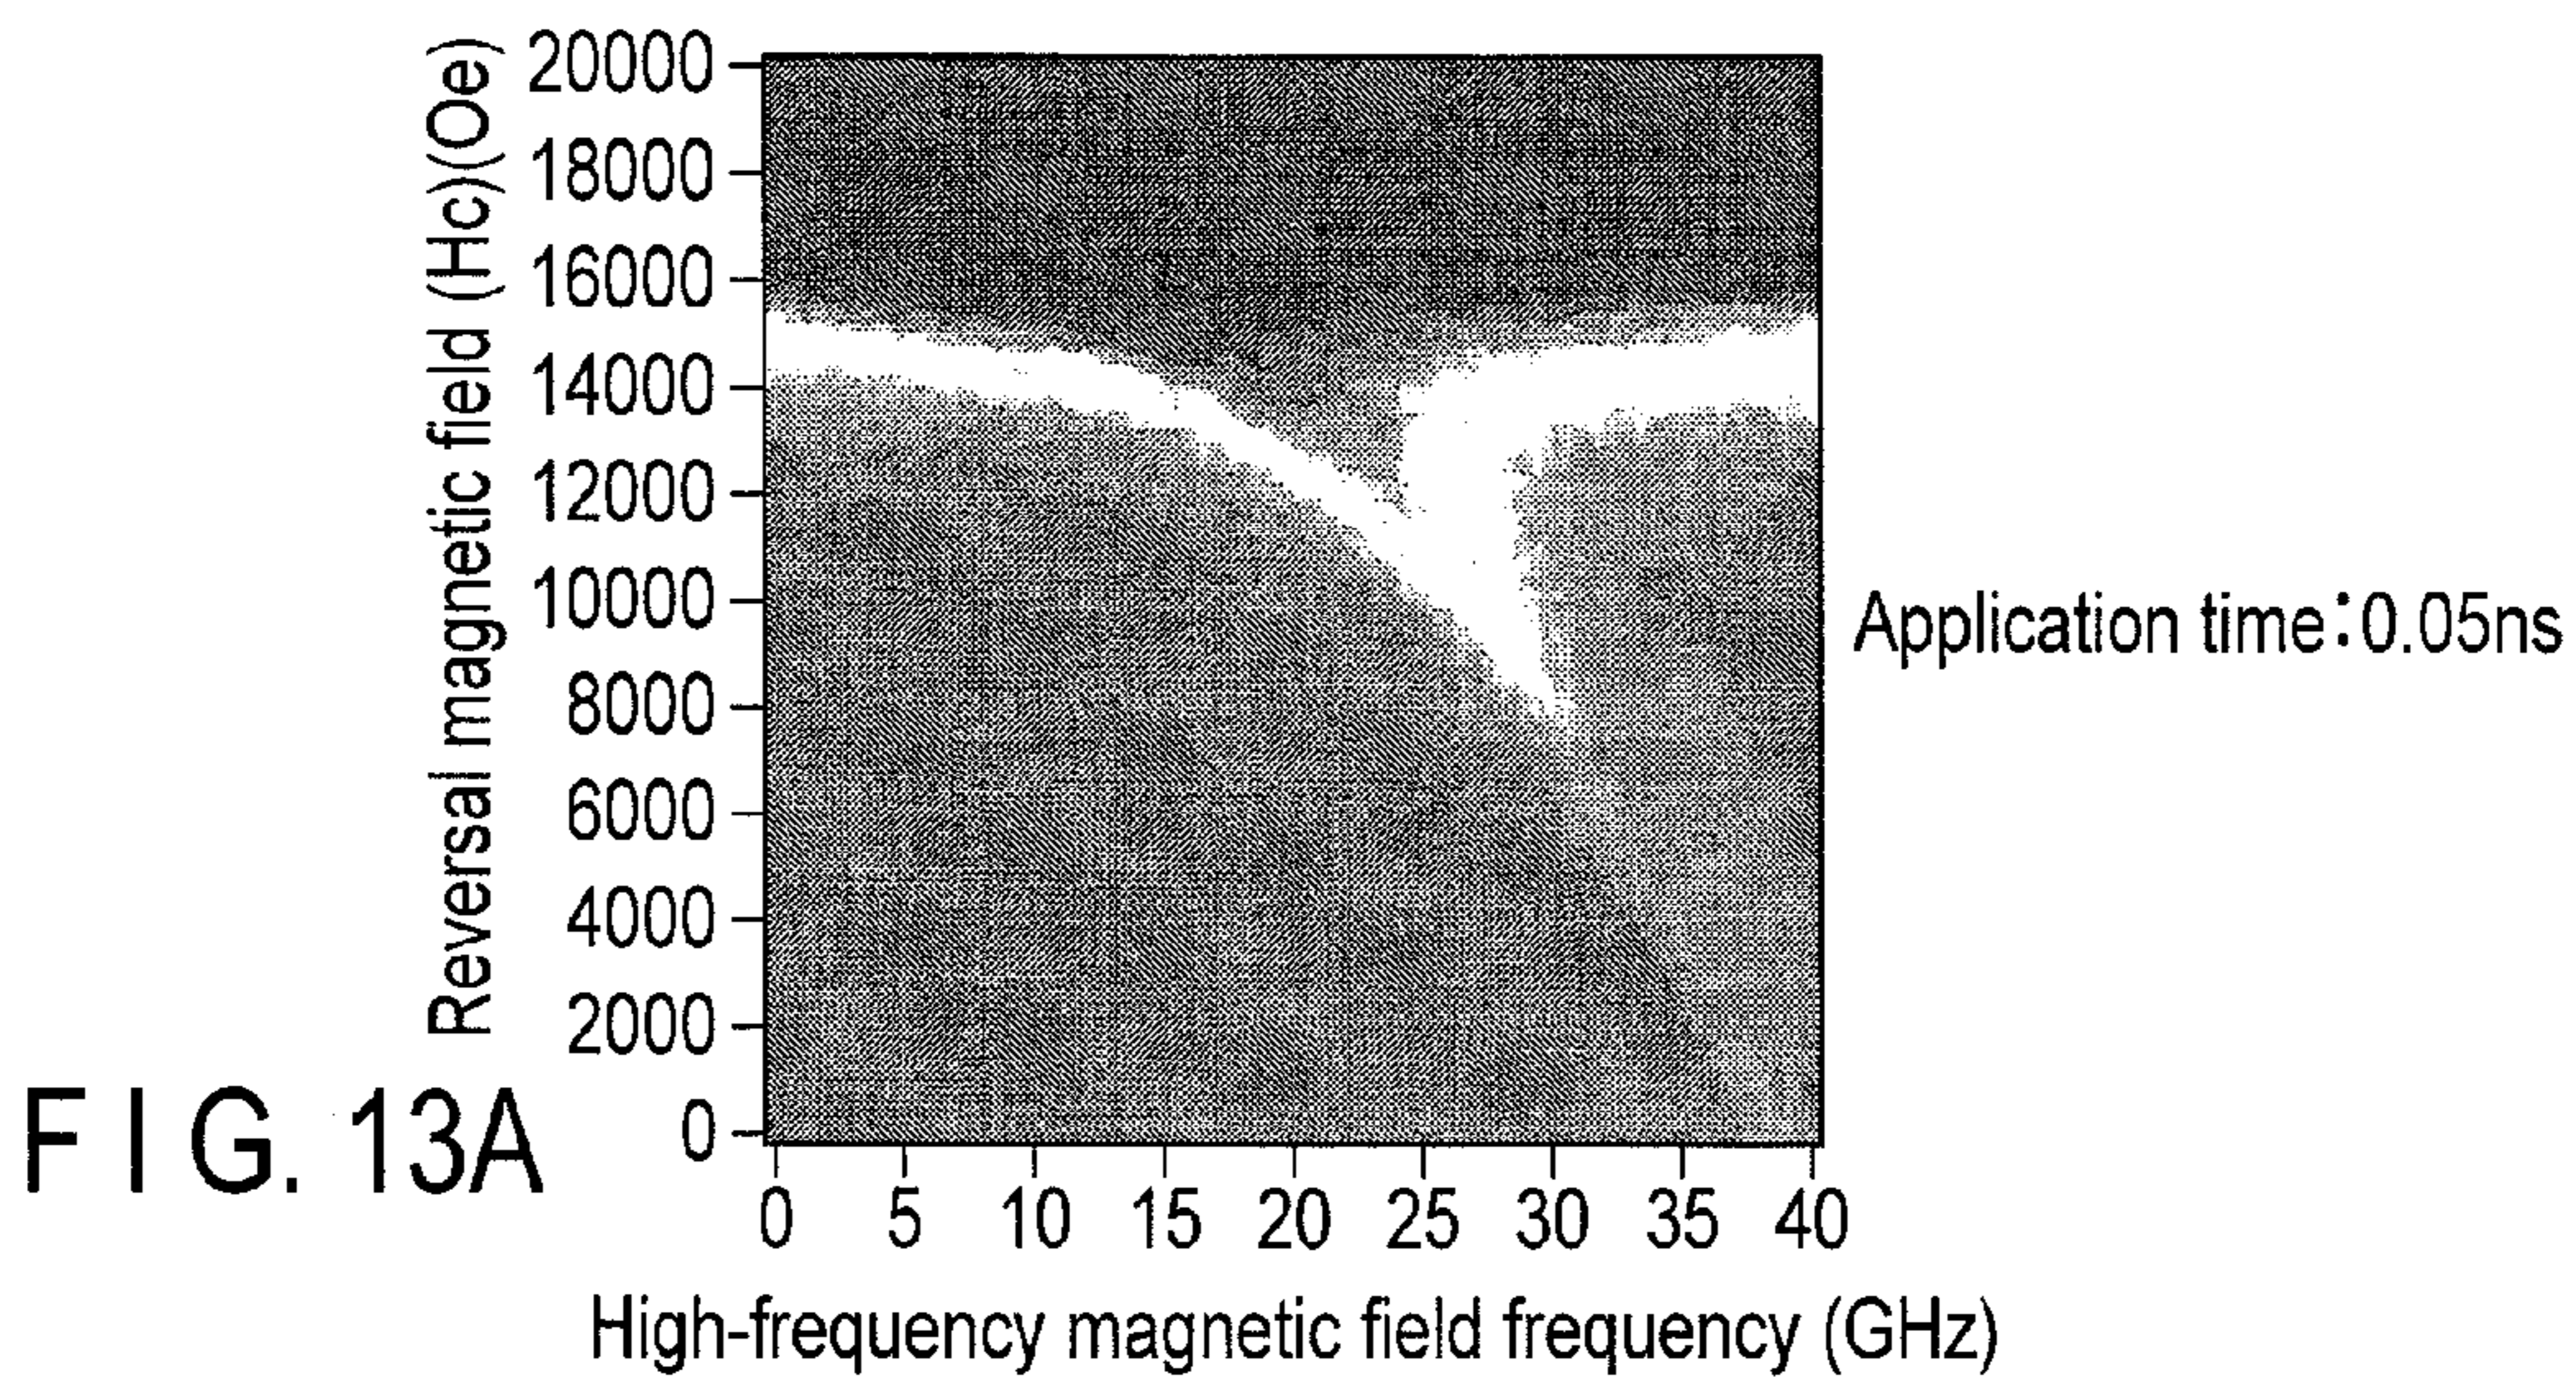 Reversal magnetic field (Hc)(Oe)
20000
18000
16000
14000
12000
10000
8000
6000
4000
2000
0
0 5 10 15 20 25 30 35 40
High-frequency magnetic field frequency (GHz)
Application time:0.05ns
FIG. 13A